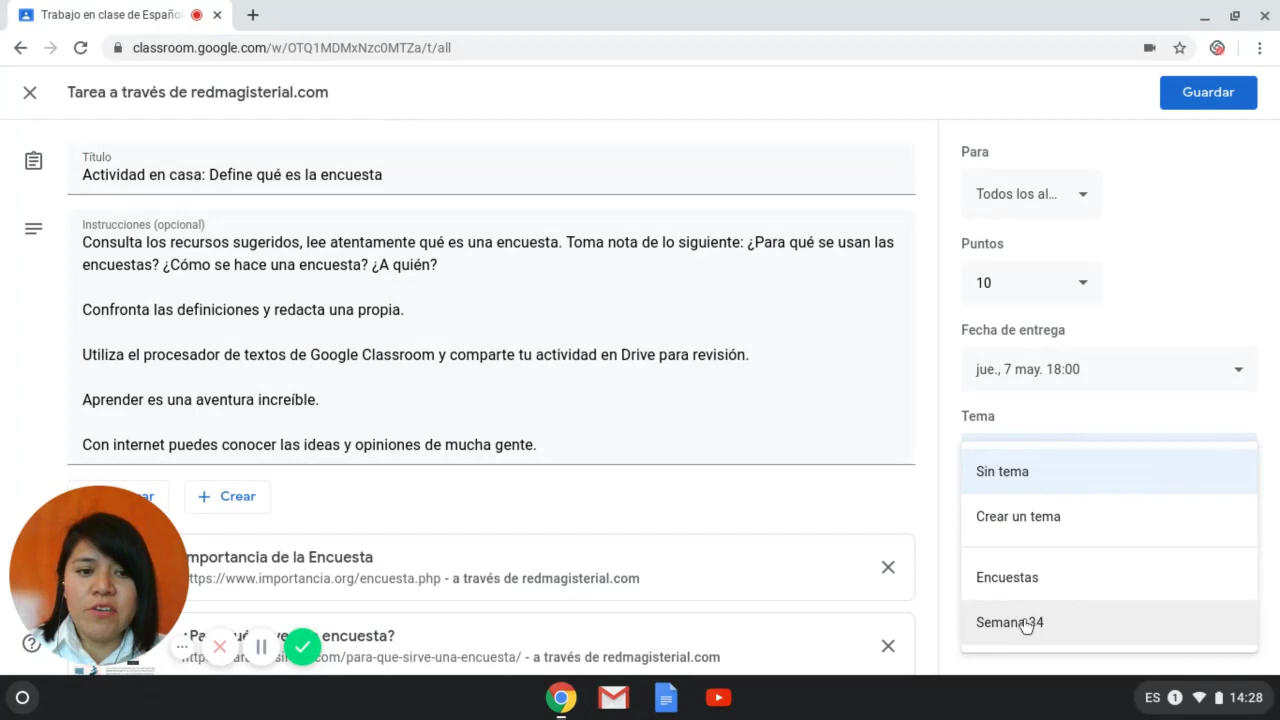 Trabajo en clase de Español
classroom.google.com/w/OTQ1MDMxNzc0MTZa/t/all
Tarea a través de redmagisterial.com
Guardar
Título
Actividad en casa: Define qué es la encuesta
Instrucciones (opcional)
Consulta los recursos sugeridos, lee atentamente qué es una encuesta. Toma nota de lo siguiente: ¿Para qué se usan las
encuestas? ¿Cómo se hace una encuesta? ¿A quién?
Confronta las definiciones y redacta una propia.
Utiliza el procesador de textos de Google Classroom y comparte tu actividad en Drive para revisión.
Aprender es una aventura increíble.
Con internet puedes conocer las ideas y opiniones de mucha gente.
+ Crear
mportancia de la Encuesta
ttps://www.importancia.org/encuesta.php - a través de redmagisterial.com
encuesta?
com/para-que-sirve-una-encuesta/ - a través de redmagisterial.com
Para
Todos los al...
Puntos
10
Fecha de entrega
jue., 7 may. 18:00
Tema
Sin tema
Crear un tema
Encuestas
Semana 34
ES 1 14:28